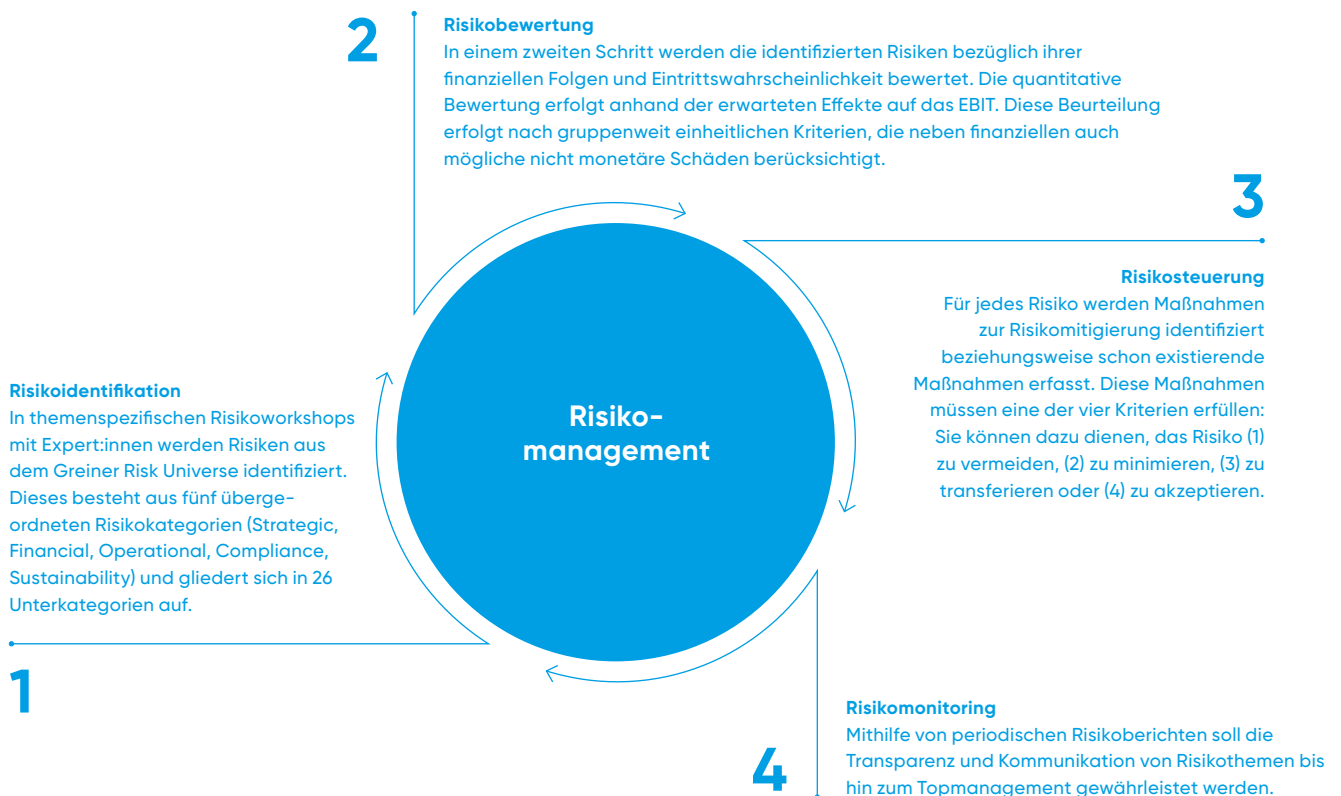 2
Risikobewertung
In einem zweiten Schritt werden die identifizierten Risiken bezüglich ihrer
finanziellen Folgen und Eintrittswahrscheinlichkeit bewertet. Die quantitative
Bewertung erfolgt anhand der erwarteten Effekte auf das EBIT. Diese Beurteilung
erfolgt nach gruppenweit einheitlichen Kriterien, die neben finanziellen auch
mögliche nicht monetäre Schäden berücksichtigt.
3
Risikosteuerung
Für jedes Risiko werden Maßnahmen
zur Risikomitigierung identifiziert
beziehungsweise schon existierende
Maßnahmen erfasst. Diese Maßnahmen
müssen eine der vier Kriterien erfüllen:
Sie können dazu dienen, das Risiko (1)
zu vermeiden, (2) zu minimieren, (3) zu
transferieren oder (4) zu akzeptieren.
Risiko-
management
Risikoidentifikation
In themenspezifischen Risikoworkshops
mit Expert:innen werden Risiken aus
dem Greiner Risk Universe identifiziert.
Dieses besteht aus fünf überge-
ordneten Risikokategorien (Strategic,
Financial, Operational, Compliance,
Sustainability) und gliedert sich in 26
Unterkategorien auf.
1
Risikomonitoring
Mithilfe von periodischen Risikoberichten soll die
Transparenz und Kommunikation von Risikothemen bis
hin zum Topmanagement gewährleistet werden.
4